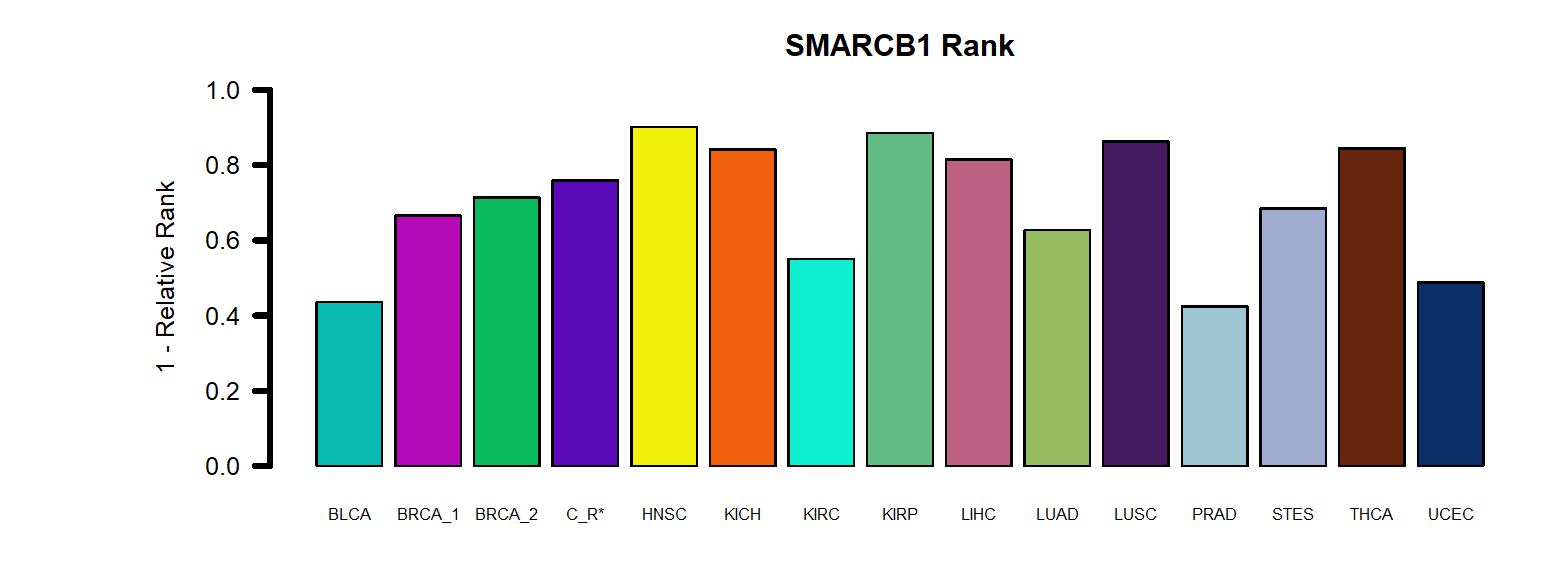 SMARCB1 Rank
1 - Relative Rank
1.0
0.8
0.6
0.4
0.2
0.0
BLCA BRCA_1 BRCA_2 C_R* HNSC KICH KIRC KIRP LIHC LUAD LUSC PRAD STES THCA UCEC